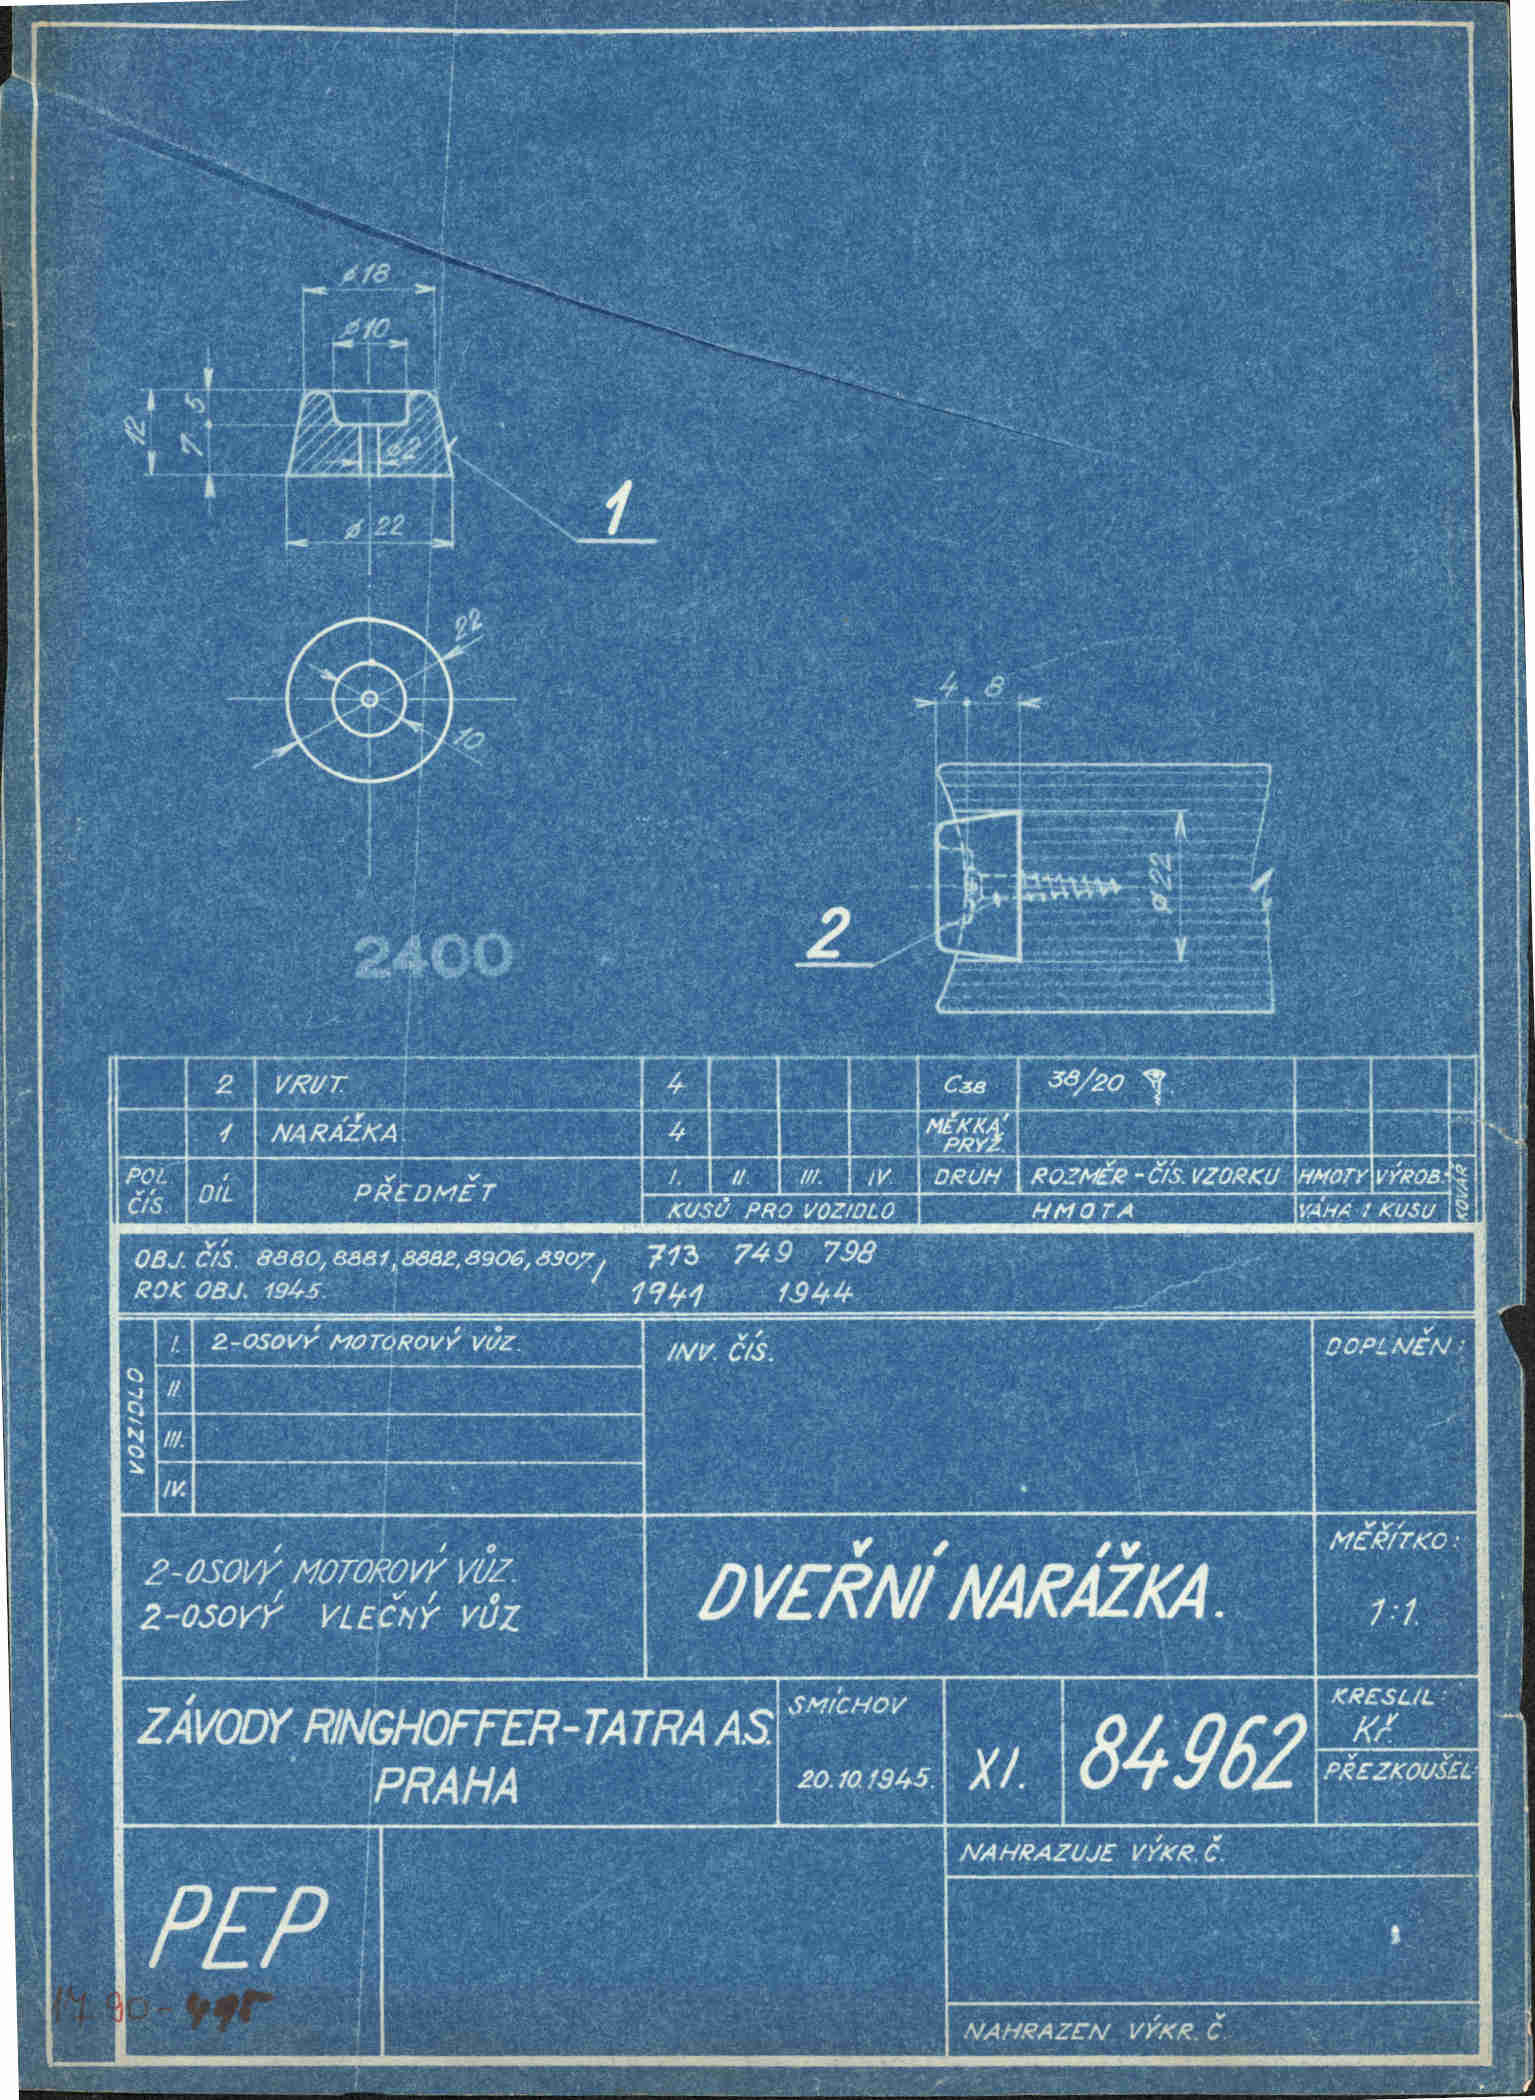 ø18
ø10
12
5
7
ø2
1
ø 22
22
10
4 8
ø22
2
2400
2 VRUT. 4 C38 38/20
1 NARÁŽKA. 4 MĚKKÁ PRYŽ.
POL. ČÍS. DÍL PŘEDMĚT I. II. III. IV. DRUH ROZMĚR - ČÍS. VZORKU HMOTY VÝROB. KOVÁŘ
KUSŮ PRO VOZIDLO HMOTA VÁHA 1 KUSU
OBJ. ČÍS. 8880, 8881, 8882, 8906, 8907, 713 749 798
ROK OBJ. 1945. 1941 1944
VOZIDLO
I. 2-OSOVÝ MOTOROVÝ VŮZ.
II.
III.
IV.
INV. ČÍS.
DOPLNĚN:
2-OSOVÝ MOTOROVÝ VŮZ.
2-OSOVÝ VLEČNÝ VŮZ
DVEŘNÍ NARÁŽKA.
MĚŘÍTKO:
1:1.
ZÁVODY RINGHOFFER-TATRA A.S.
PRAHA
SMÍCHOV
20.10.1945.
XI.
84962
KRESLIL:
Kř.
PŘEZKOUŠEL:
PEP
NAHRAZUJE VÝKR. Č.
NAHRAZEN VÝKR. Č.